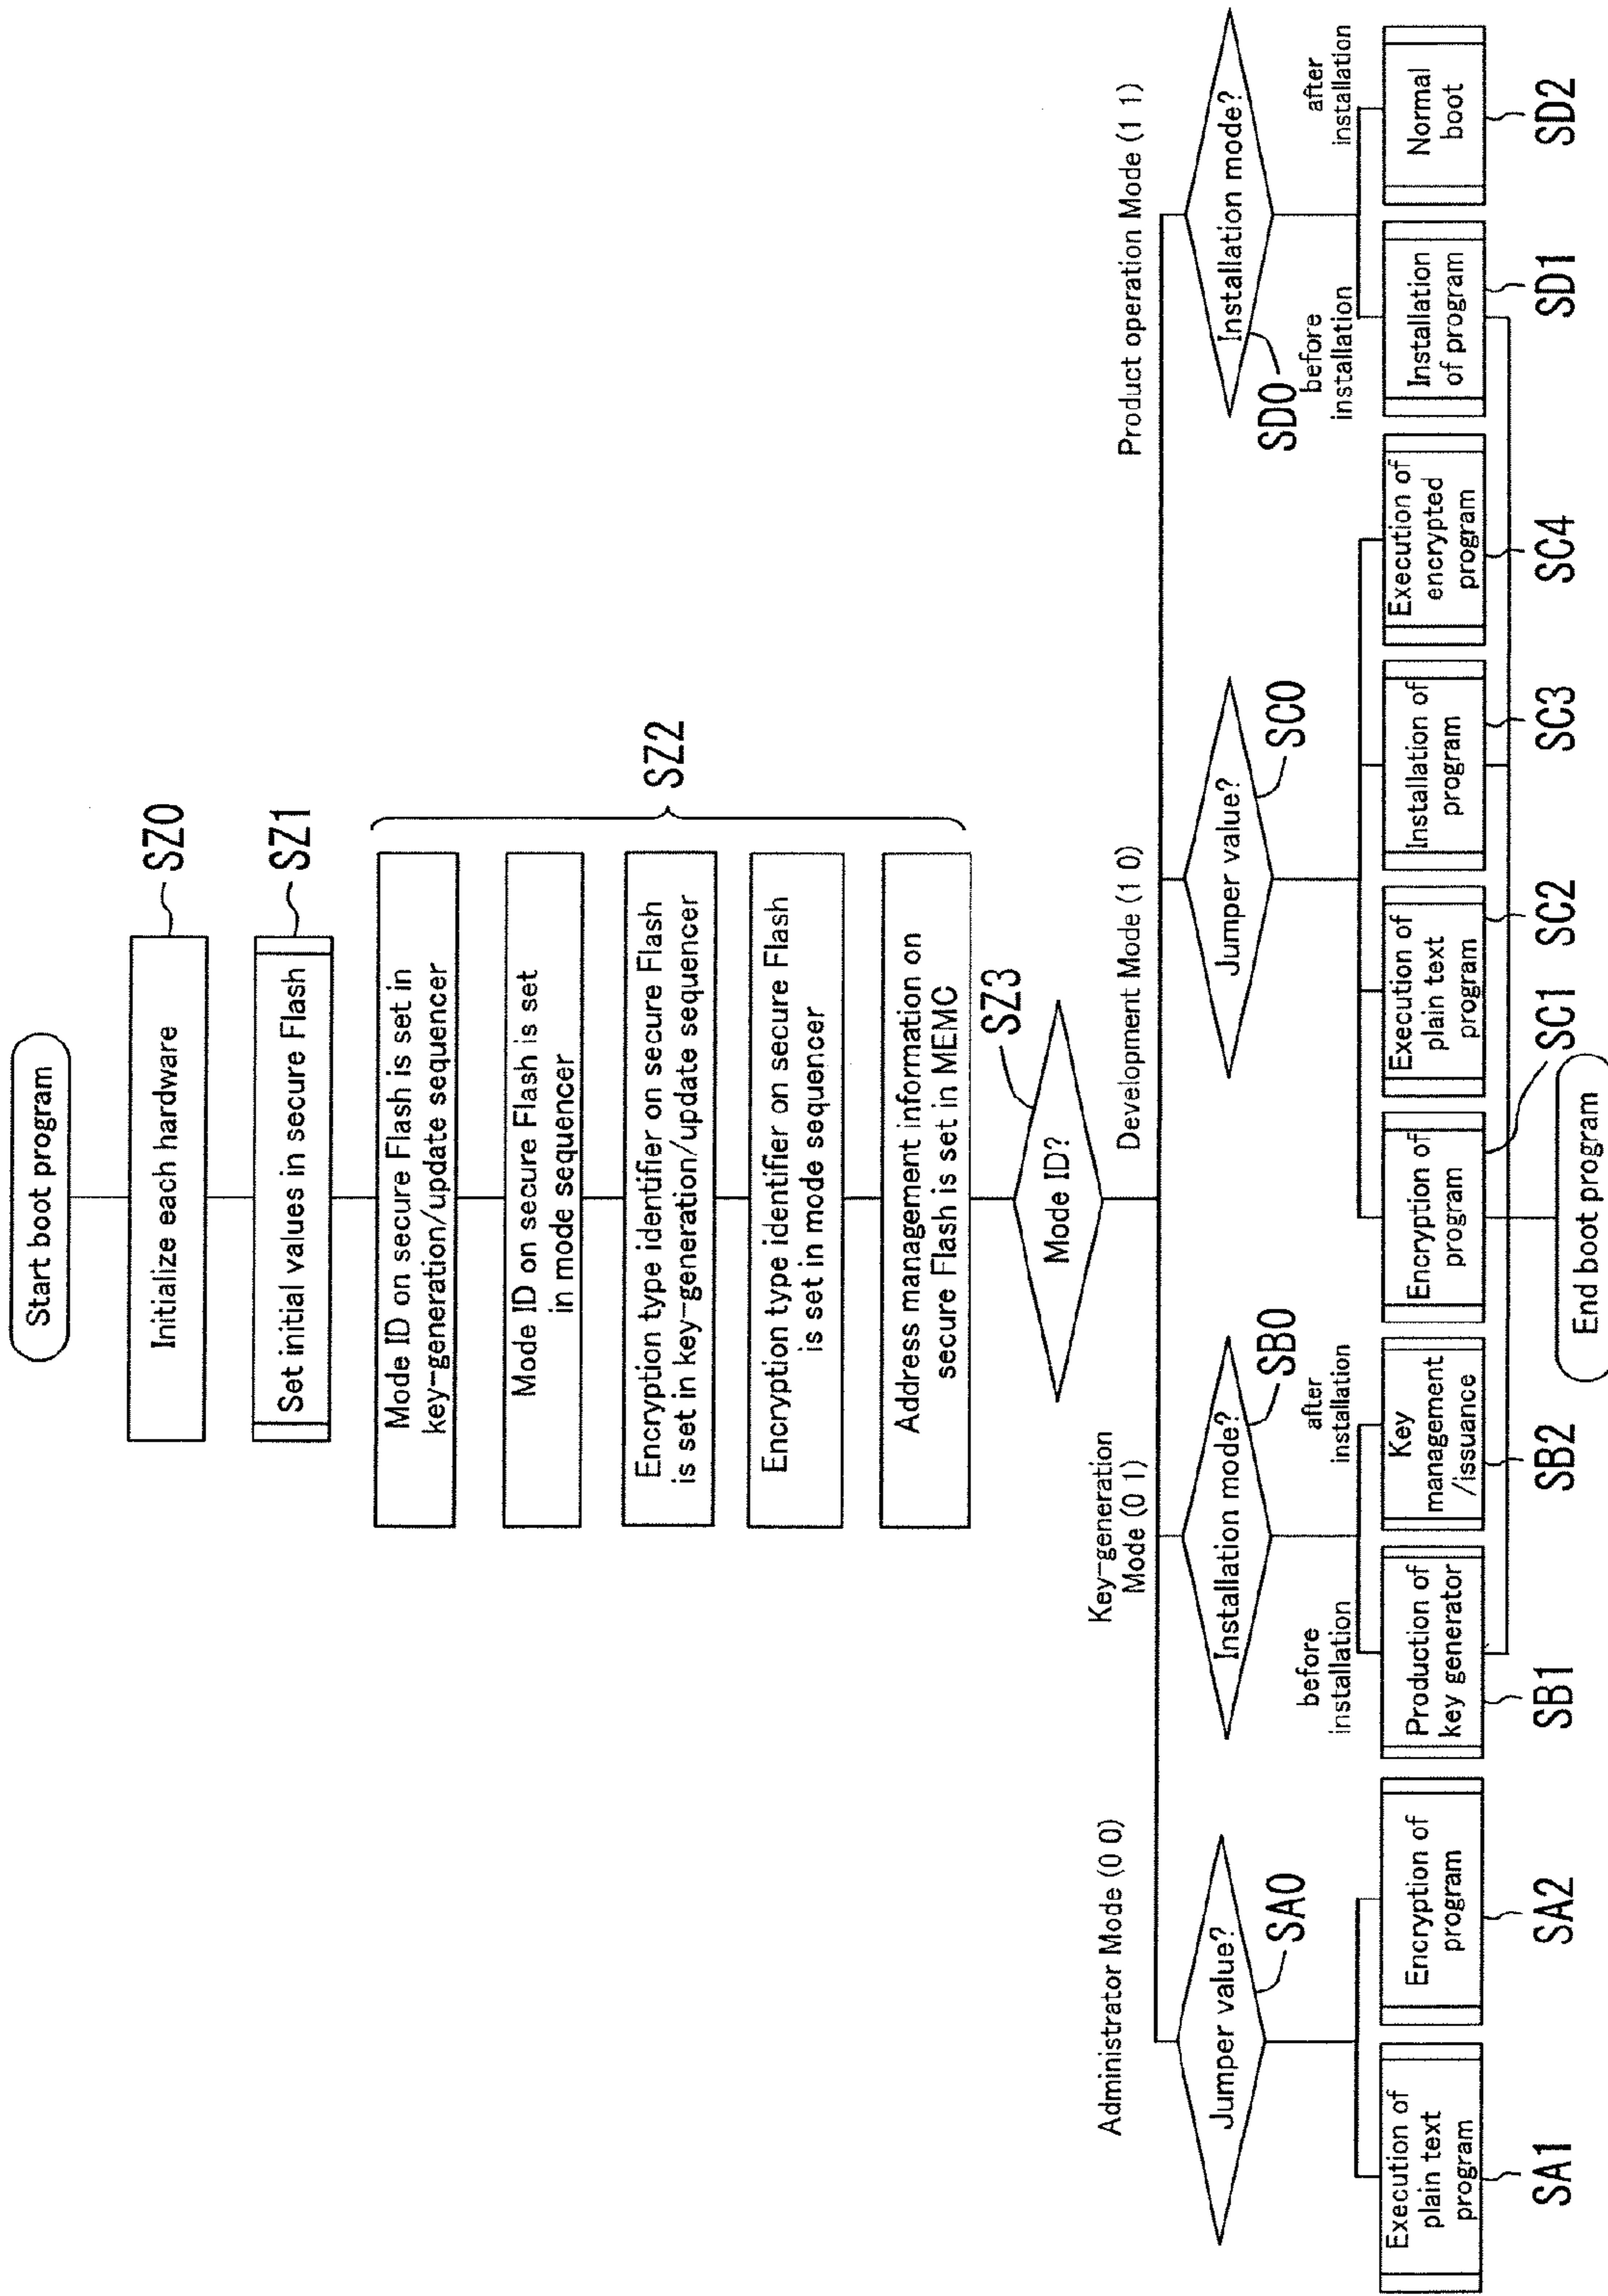 Start boot program
Initialize each hardware
SZ0
Set initial values in secure Flash
SZ1
Mode ID on secure Flash is set in
key-generation/update sequencer
Mode ID on secure Flash is set
in mode sequencer
Encryption type identifier on secure Flash
is set in key-generation/update sequencer
Encryption type identifier on secure Flash
is set in mode sequencer
Address management information on
secure Flash is set in MEMC
SZ2
Mode ID?
SZ3
Administrator Mode (0 0)
Key-generation
Mode (0 1)
Development Mode (1 0)
Product operation Mode (1 1)
Jumper value?
SA0
Installation mode?
SB0
Jumper value?
SC0
Installation mode?
SD0
before
installation
after
installation
before
installation
after
installation
Execution of
plain text
program
SA1
Encryption of
program
SA2
Production of
key generator
SB1
Key
management
/issuance
SB2
Encryption of
program
SC1
Execution of
plain text
program
SC2
Installation of
program
SC3
Execution of
encrypted
program
SC4
Installation
of program
SD1
Normal
boot
SD2
End boot program